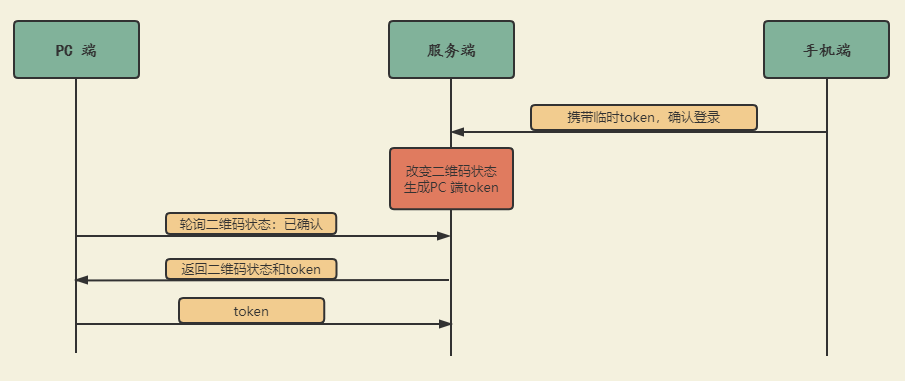 PC 端
服务端
手机端
携带临时token，确认登录
改变二维码状态
生成PC 端token
轮询二维码状态：已确认
返回二维码状态和token
token